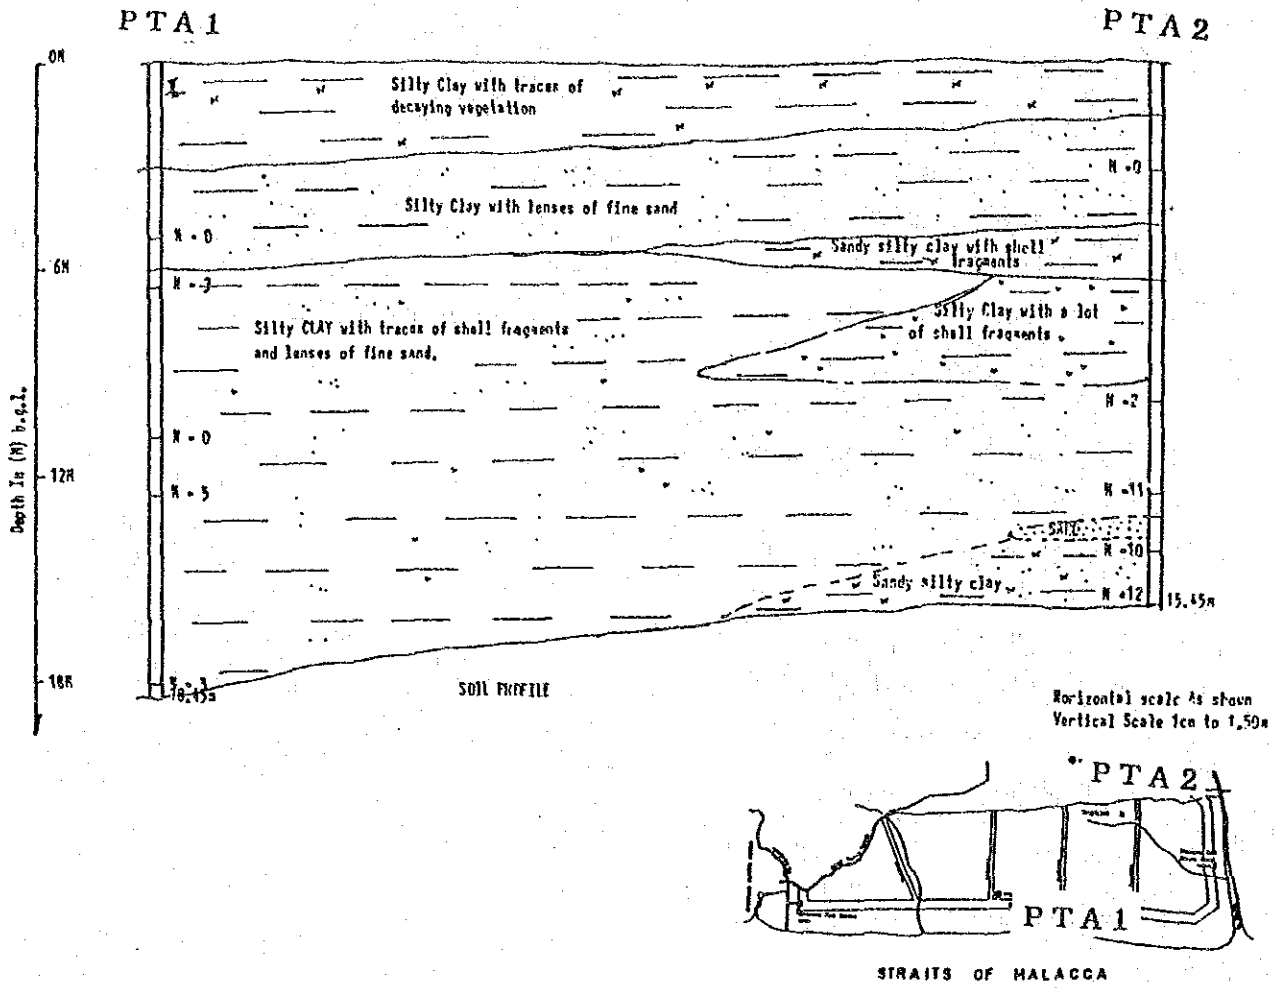 PTA1
PTA2
0M
Silty Clay with traces of
decaying vegetation
N =0
Silty Clay with lenses of fine sand
N = 0
Sandy silty clay with shell
fragments
6M
N = 3
Silty Clay with a lot
of shell fragments
Silty CLAY with traces of shell fragments
and lenses of fine sand.
Depth In (M) b.g.l.
N =2
N = 0
12M
N = 5
N =11
SAND
N =10
Sandy silty clay
N =12
15.45m
18M
N = 3
18.45m
SOIL PROFILE
Horizontal scale As shown
Vertical Scale 1cm to 1.50m
PTA2
PTA1
STRAITS OF MALACCA